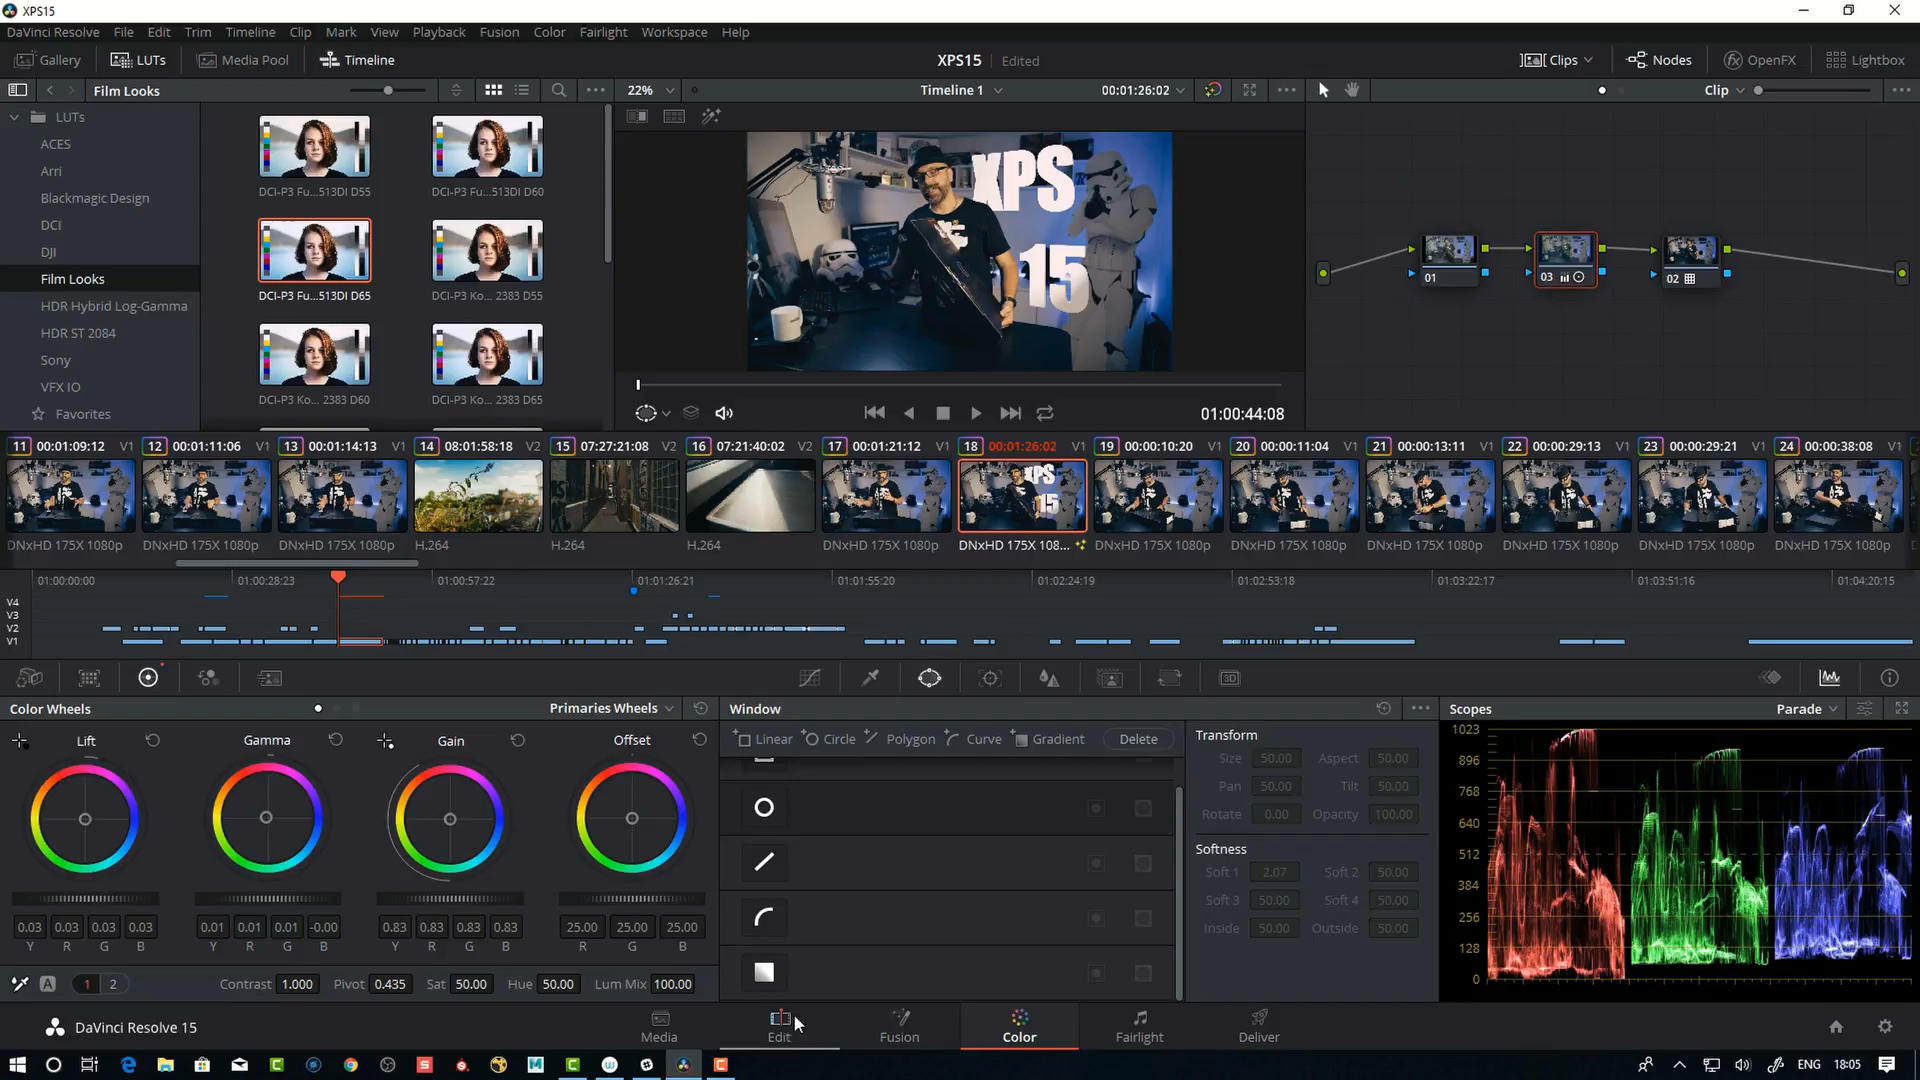 XPS15
DaVinci Resolve File Edit Trim Timeline Clip Mark View Playback Fusion Color Fairlight Workspace Help
Gallery LUTs Media Pool Timeline XPS15 Edited Clips Nodes OpenFX Lightbox
Film Looks 22% Timeline 1 00:01:26:02 Clip
LUTs
ACES
Arri
Blackmagic Design
DCI
DJI
Film Looks
HDR Hybrid Log-Gamma
HDR ST 2084
Sony
VFX IO
Favorites
DCI-P3 Fu...513DI D55 DCI-P3 Fu...513DI D60
DCI-P3 Fu...513DI D65 DCI-P3 Ko... 2383 D55
DCI-P3 Ko... 2383 D60 DCI-P3 Ko... 2383 D65
XPS
15
01:00:44:08
01 03 02
11 00:01:09:12 V1 12 00:01:11:06 V1 13 00:01:14:13 V1 14 08:01:58:18 V2 15 07:27:21:08 V2 16 07:21:40:02 V2 17 00:01:21:12 V1 18 00:01:26:02 V1 19 00:00:10:20 V1 20 00:00:11:04 V1 21 00:00:13:11 V1 22 00:00:29:13 V1 23 00:00:29:21 V1 24 00:00:38:08 V1
XPS
15
DNxHD 175X 1080p DNxHD 175X 1080p DNxHD 175X 1080p H.264 H.264 H.264 DNxHD 175X 1080p DNxHD 175X 108... DNxHD 175X 1080p DNxHD 175X 1080p DNxHD 175X 1080p DNxHD 175X 1080p DNxHD 175X 1080p DNxHD 175X 1080p
01:00:00:00 01:00:28:23 01:00:57:22 01:01:26:21 01:01:55:20 01:02:24:19 01:02:53:18 01:03:22:17 01:03:51:16 01:04:20:15
V4
V3
V2
V1
3D
Color Wheels Primaries Wheels
Lift Gamma Gain Offset
0.03 0.03 0.03 0.03 0.01 0.01 0.01 -0.00 0.83 0.83 0.83 0.83 25.00 25.00 25.00
Y R G B Y R G B Y R G B R G B
A 1 2 Contrast 1.000 Pivot 0.435 Sat 50.00 Hue 50.00 Lum Mix 100.00
Window
Linear Circle Polygon Curve Gradient Delete
Transform
Size 50.00 Aspect 50.00
Pan 50.00 Tilt 50.00
Rotate 0.00 Opacity 100.00
Softness
Soft 1 2.07 Soft 2 50.00
Soft 3 50.00 Soft 4 50.00
Inside 50.00 Outside 50.00
Scopes Parade
1023
896
768
640
512
384
256
128
0
DaVinci Resolve 15 Media Edit Fusion Color Fairlight Deliver
ENG 18:05